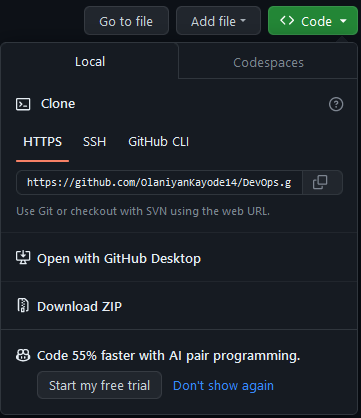 Go to file Add file Code
Local Codespaces
Clone
HTTPS SSH GitHub CLI
https://github.com/OlaniyanKayode14/DevOps.g
Use Git or checkout with SVN using the web URL.
Open with GitHub Desktop
Download ZIP
Code 55% faster with AI pair programming.
Start my free trial Don't show again